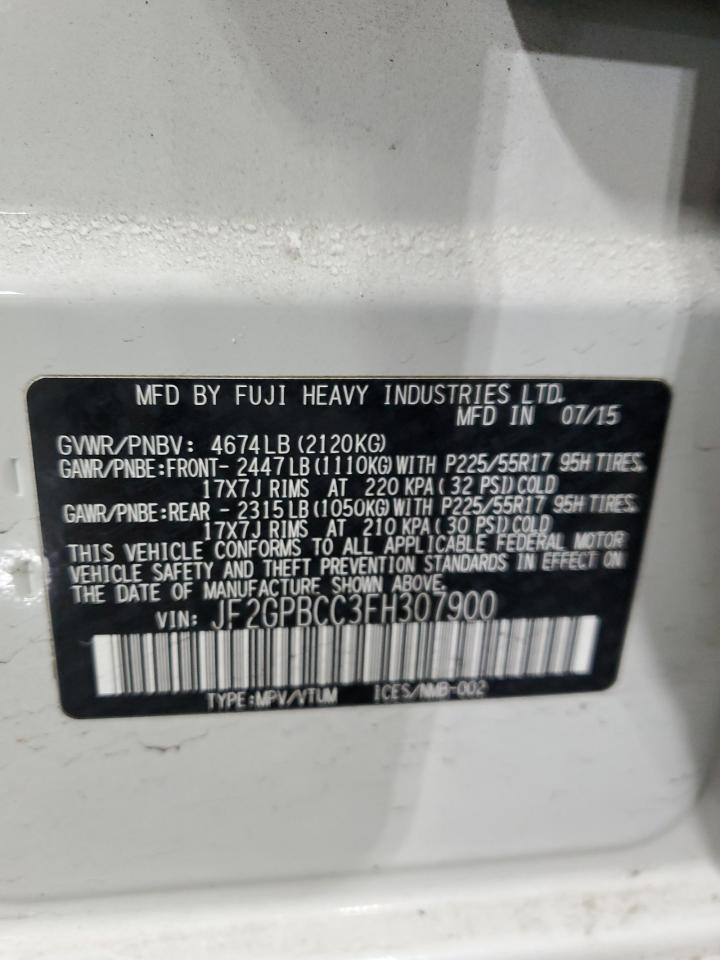 MFD BY FUJI HEAVY INDUSTRIES LTD.
MFD IN 07/15
GVWR/PNBV: 4674LB (2120KG)
GAWR/PNBE:FRONT- 2447LB (1110KG) WITH P225/55R17 95H TIRES,
17X7J RIMS AT 220 KPA (32 PSI) COLD
GAWR/PNBE:REAR - 2315LB (1050KG) WITH P225/55R17 95H TIRES,
17X7J RIMS AT 210 KPA (30 PSI) COLD
THIS VEHICLE CONFORMS TO ALL APPLICABLE FEDERAL MOTOR
VEHICLE SAFETY AND THEFT PREVENTION STANDARDS IN EFFECT ON
THE DATE OF MANUFACTURE SHOWN ABOVE.
VIN: JF2GPBCC3FH307900
TYPE:MPV/VTUM ICES/NMB-002